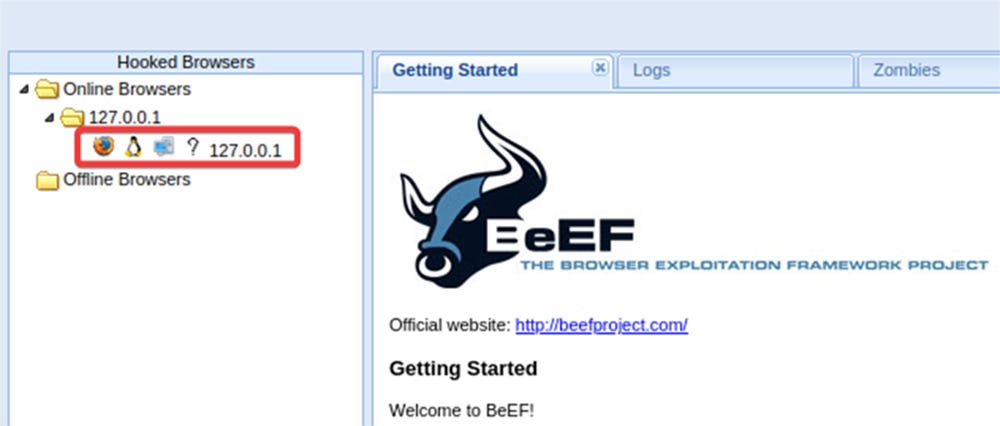 Hooked Browsers
Online Browsers
127.0.0.1
? 127.0.0.1
Offline Browsers
Getting Started
Logs
Zombies
BeEF
THE BROWSER EXPLOITATION FRAMEWORK PROJECT
Official website: http://beefproject.com/
Getting Started
Welcome to BeEF!